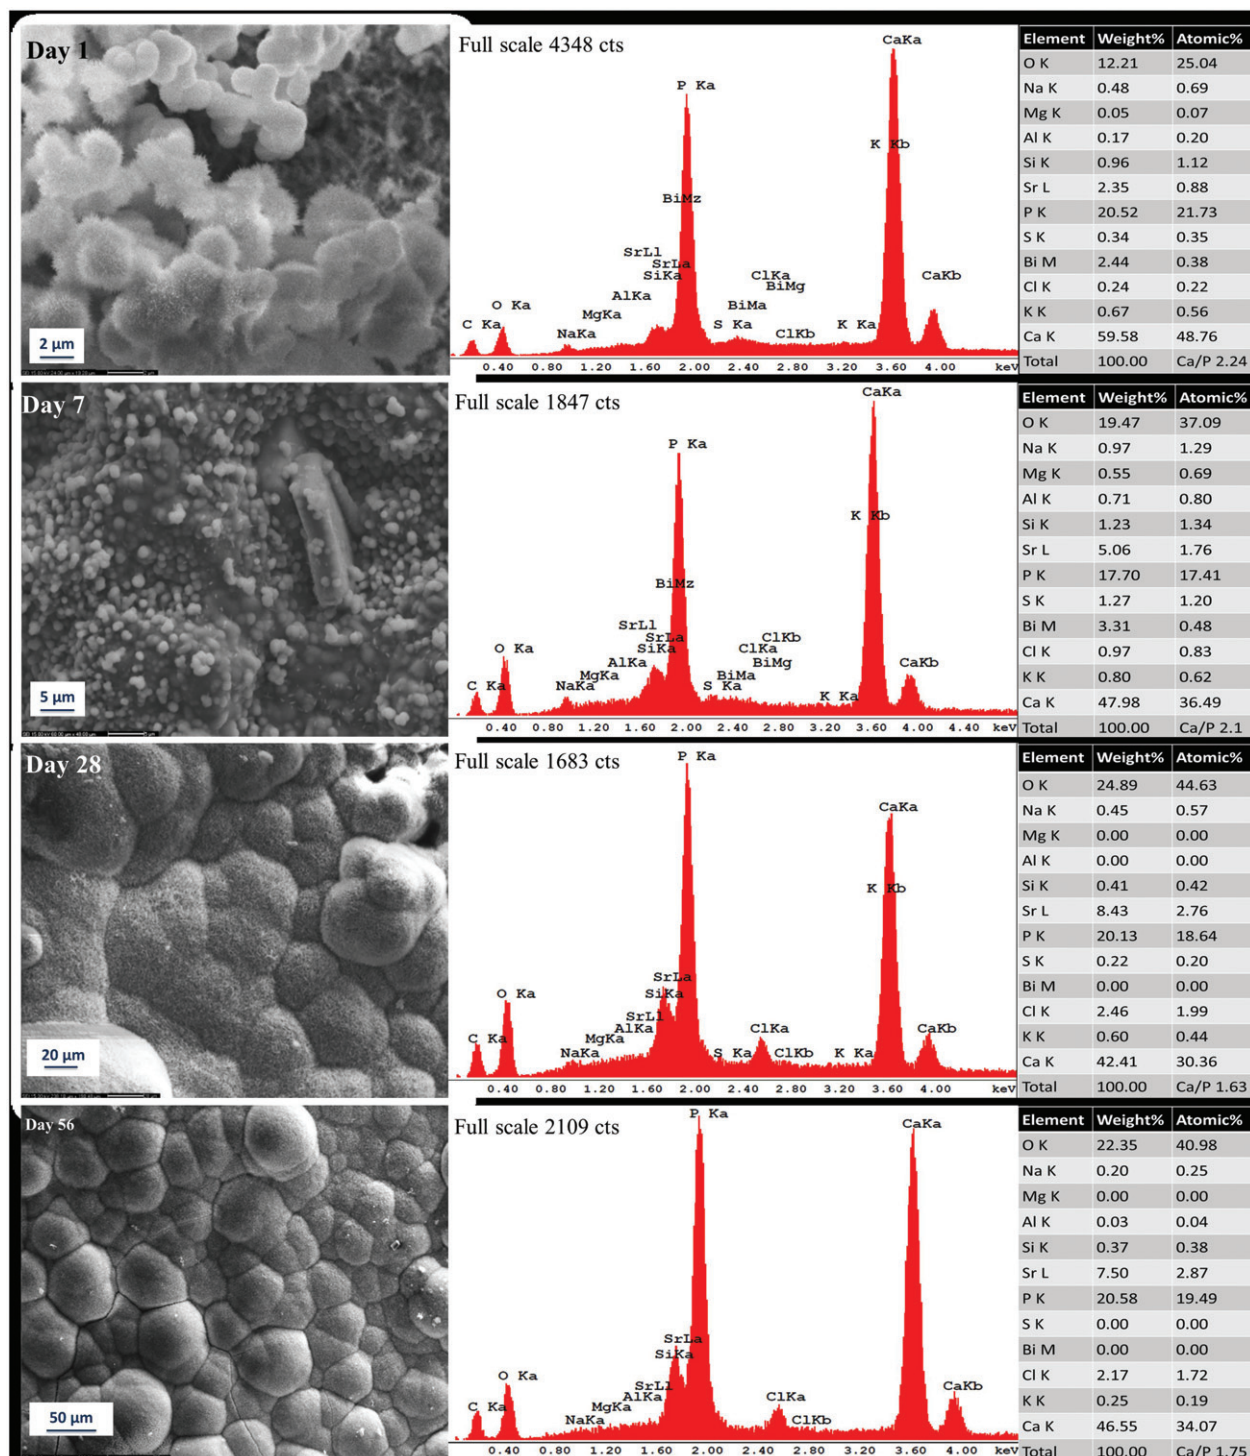 Day 1
2 µm
Full scale 4348 cts
CaKa
P Ka
K Kb
BiMz
SrLl
SrLa
SiKa
ClKa
BiMg
CaKb
AlKa
O Ka
BiMa
MgKa
C Ka
NaKa
S Ka
ClKb
K Ka
0.40 0.80 1.20 1.60 2.00 2.40 2.80 3.20 3.60 4.00 keV
Element Weight% Atomic%
O K 12.21 25.04
Na K 0.48 0.69
Mg K 0.05 0.07
Al K 0.17 0.20
Si K 0.96 1.12
Sr L 2.35 0.88
P K 20.52 21.73
S K 0.34 0.35
Bi M 2.44 0.38
Cl K 0.24 0.22
K K 0.67 0.56
Ca K 59.58 48.76
Total 100.00 Ca/P 2.24
Day 7
5 µm
Full scale 1847 cts
CaKa
P Ka
K Kb
BiMz
SrLl
SrLa
ClKb
O Ka
SiKa
ClKa
AlKa
BiMg
CaKb
MgKa
BiMa
C Ka
NaKa
S Ka
K Ka
0.40 0.80 1.20 1.60 2.00 2.40 2.80 3.20 3.60 4.00 4.40 keV
Element Weight% Atomic%
O K 19.47 37.09
Na K 0.97 1.29
Mg K 0.55 0.69
Al K 0.71 0.80
Si K 1.23 1.34
Sr L 5.06 1.76
P K 17.70 17.41
S K 1.27 1.20
Bi M 3.31 0.48
Cl K 0.97 0.83
K K 0.80 0.62
Ca K 47.98 36.49
Total 100.00 Ca/P 2.1
Day 28
20 µm
Full scale 1683 cts
P Ka
CaKa
K Kb
SrLa
O Ka
SiKa
SrLl
AlKa
ClKa
CaKb
C Ka
MgKa
NaKa
S Ka
ClKb
K Ka
0.40 0.80 1.20 1.60 2.00 2.40 2.80 3.20 3.60 4.00 keV
Element Weight% Atomic%
O K 24.89 44.63
Na K 0.45 0.57
Mg K 0.00 0.00
Al K 0.00 0.00
Si K 0.41 0.42
Sr L 8.43 2.76
P K 20.13 18.64
S K 0.22 0.20
Bi M 0.00 0.00
Cl K 2.46 1.99
K K 0.60 0.44
Ca K 42.41 30.36
Total 100.00 Ca/P 1.63
Day 56
50 µm
Full scale 2109 cts
P Ka
CaKa
SrLa
SiKa
O Ka
SrLl
CaKb
AlKa
ClKa
C Ka
MgKa
NaKa
ClKb
0.40 0.80 1.20 1.60 2.00 2.40 2.80 3.20 3.60 4.00 keV
Element Weight% Atomic%
O K 22.35 40.98
Na K 0.20 0.25
Mg K 0.00 0.00
Al K 0.03 0.04
Si K 0.37 0.38
Sr L 7.50 2.87
P K 20.58 19.49
S K 0.00 0.00
Bi M 0.00 0.00
Cl K 2.17 1.72
K K 0.25 0.19
Ca K 46.55 34.07
Total 100.00 Ca/P 1.75